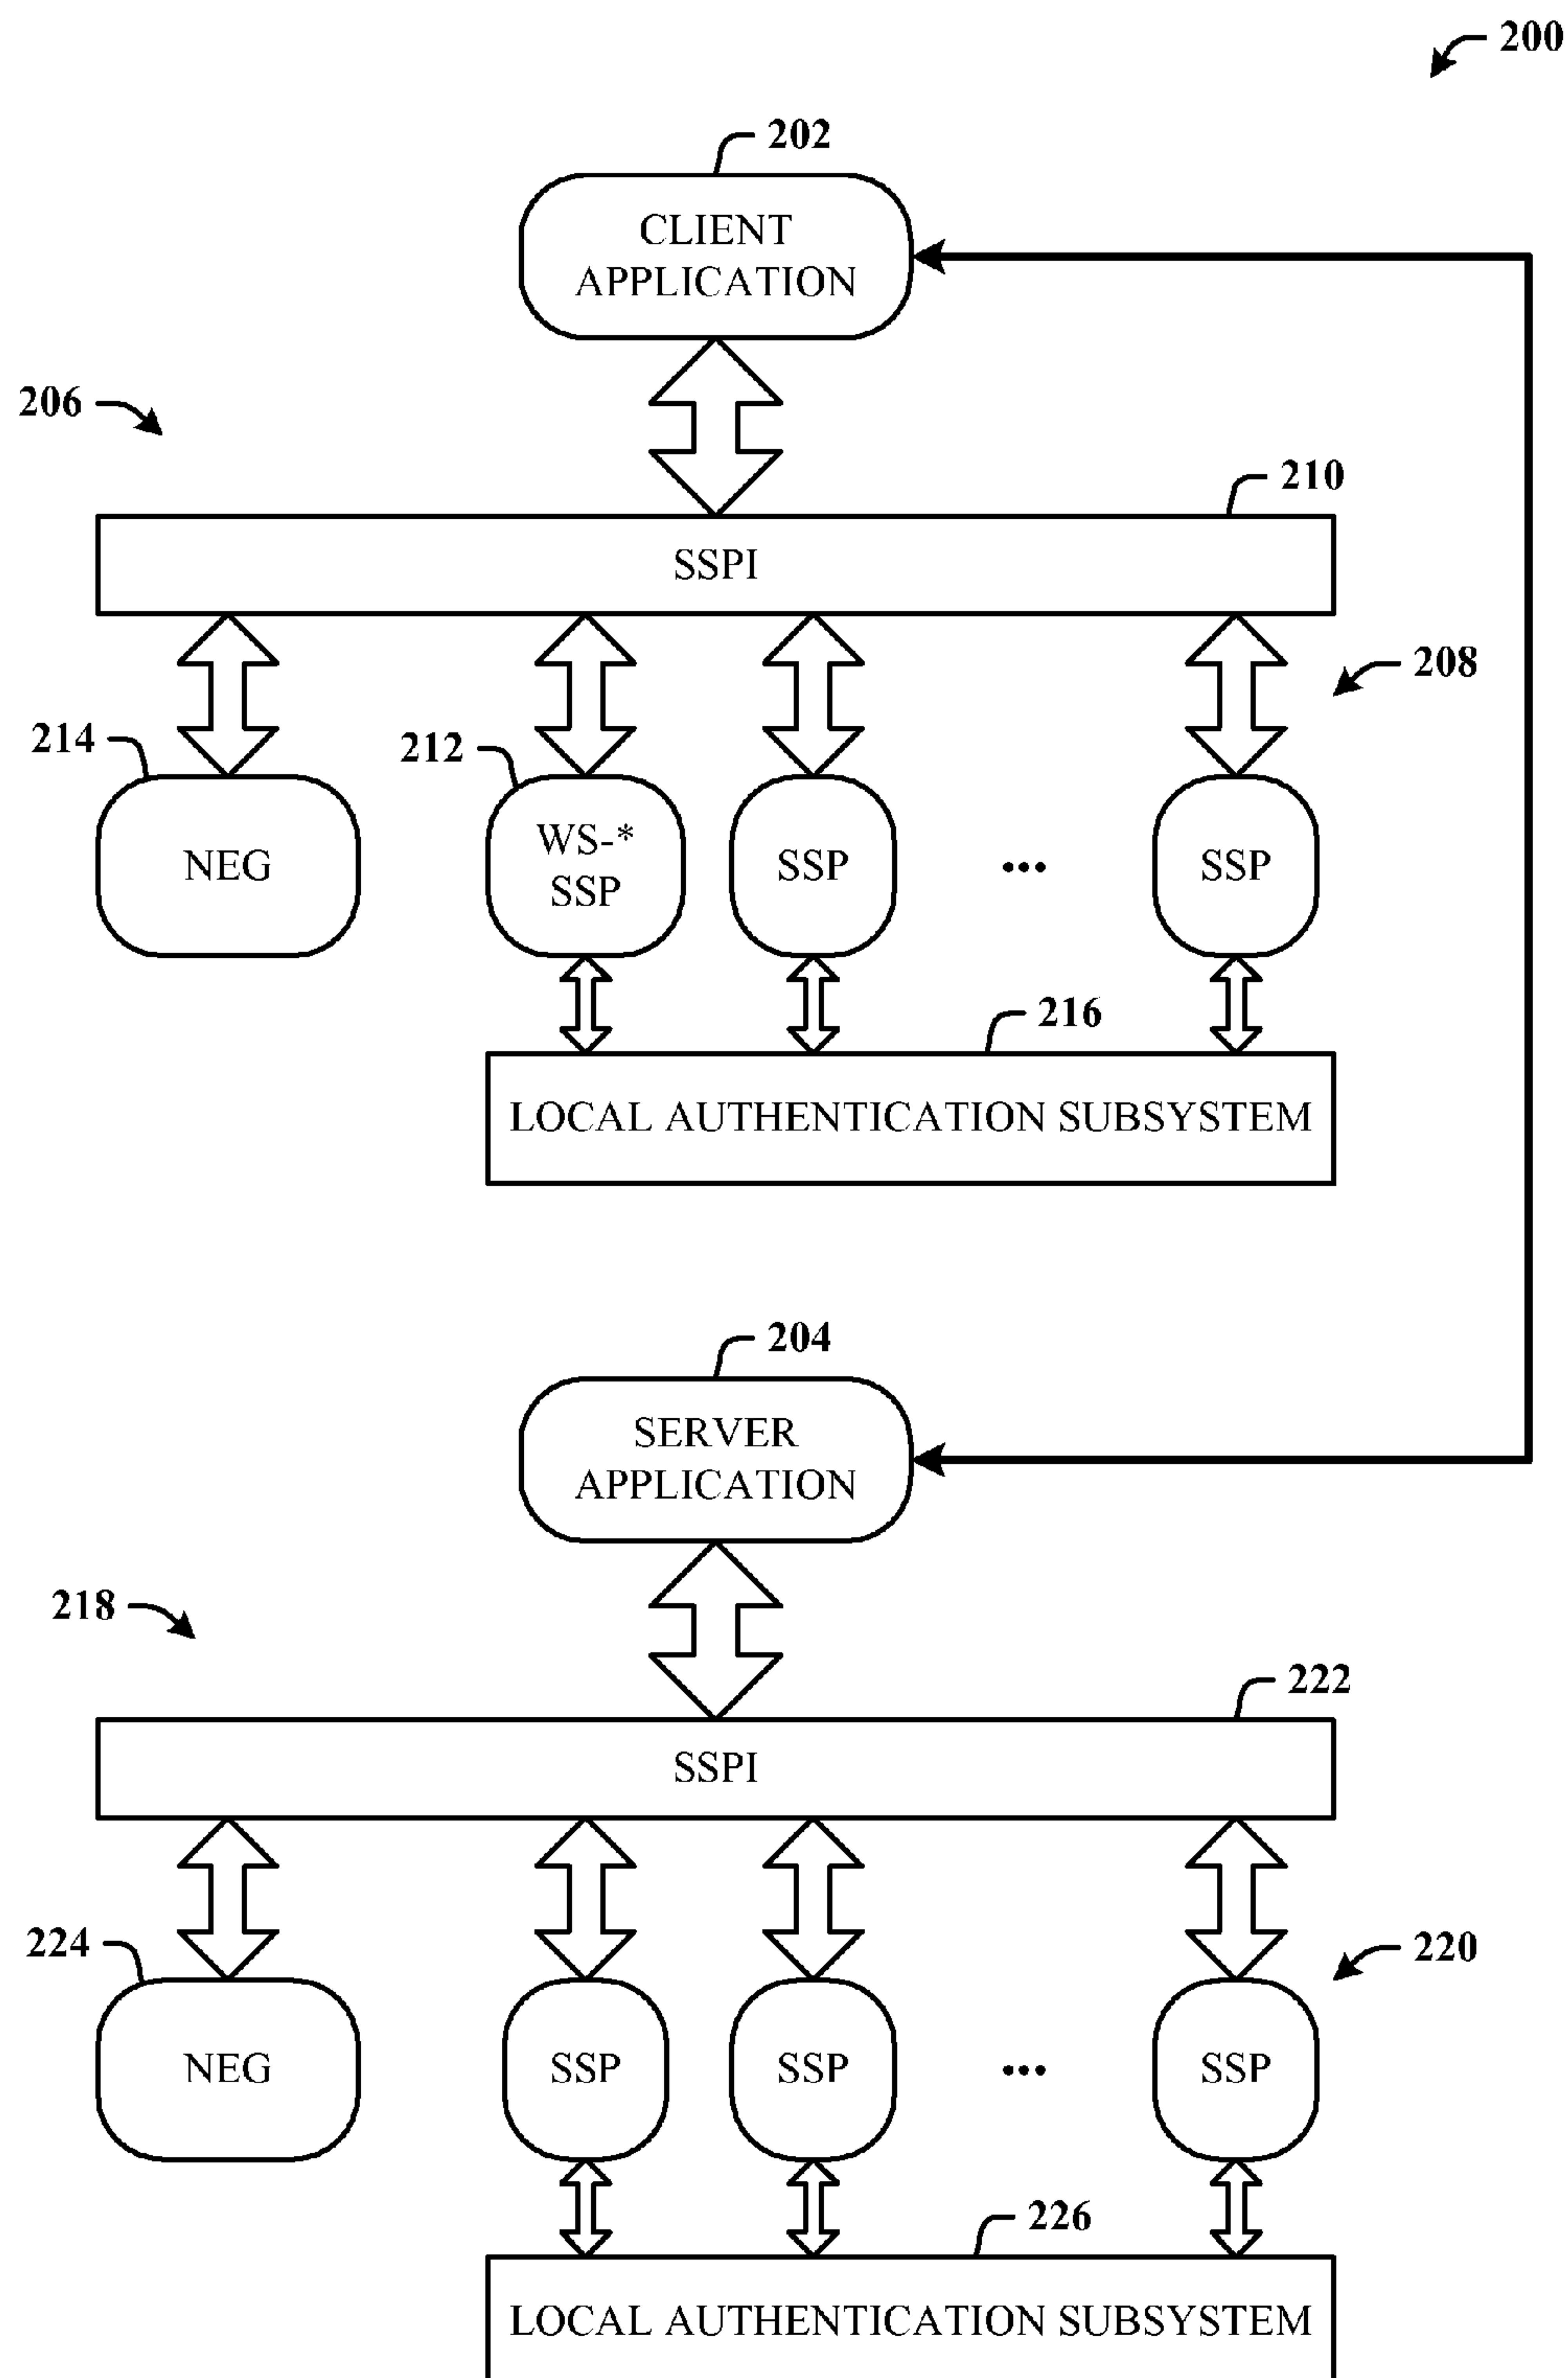 200
202
CLIENT
APPLICATION
206
210
SSPI
208
214
212
NEG
WS-*
SSP
SSP
...
SSP
216
LOCAL AUTHENTICATION SUBSYSTEM
204
SERVER
APPLICATION
218
222
SSPI
224
220
NEG
SSP
SSP
...
SSP
226
LOCAL AUTHENTICATION SUBSYSTEM